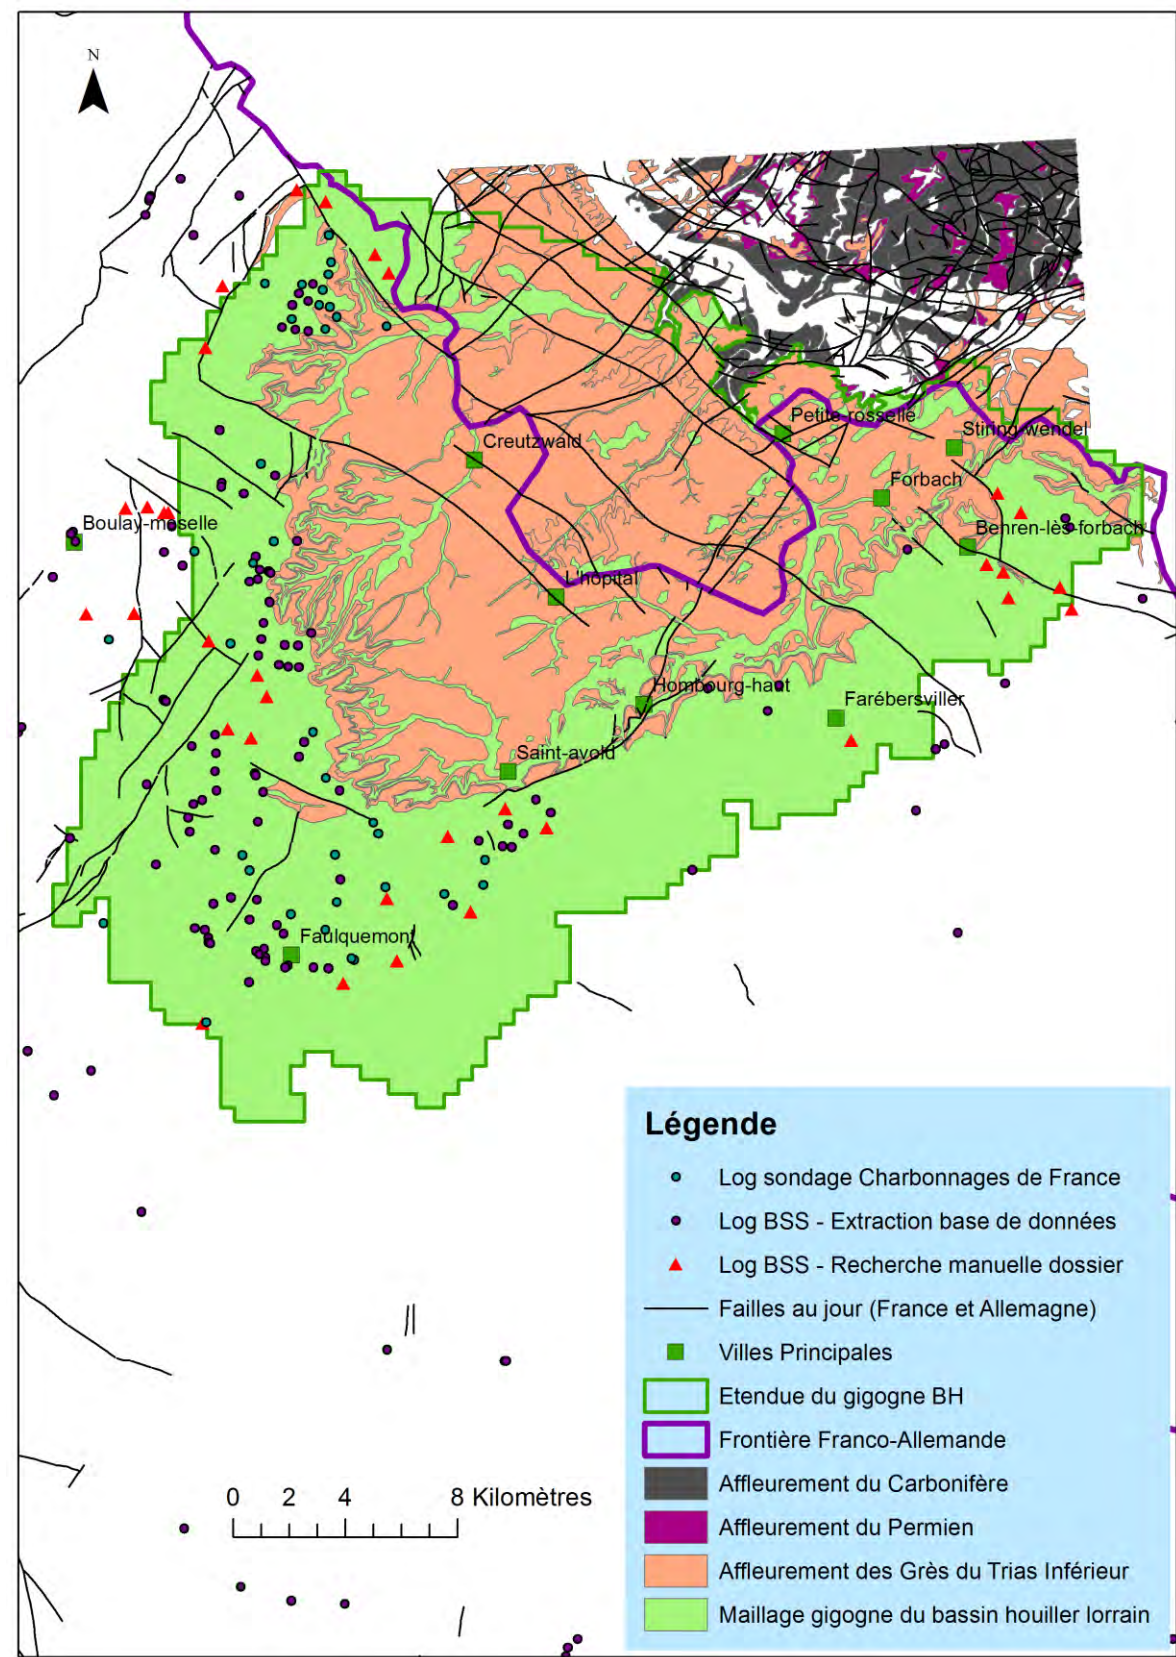 N
Creutzwald
Petite-rosselle
Stiring-wendel
Forbach
Boulay-moselle
Behren-lès-forbach
L'hopital
Hombourg-haut
Farébersviller
Saint-avold
Faulquemont
Légende
Log sondage Charbonnages de France
Log BSS - Extraction base de données
Log BSS - Recherche manuelle dossier
Failles au jour (France et Allemagne)
Villes Principales
Etendue du gigogne BH
Frontière Franco-Allemande
Affleurement du Carbonifère
Affleurement du Permien
Affleurement des Grès du Trias Inférieur
Maillage gigogne du bassin houiller lorrain
0 2 4 8 Kilomètres